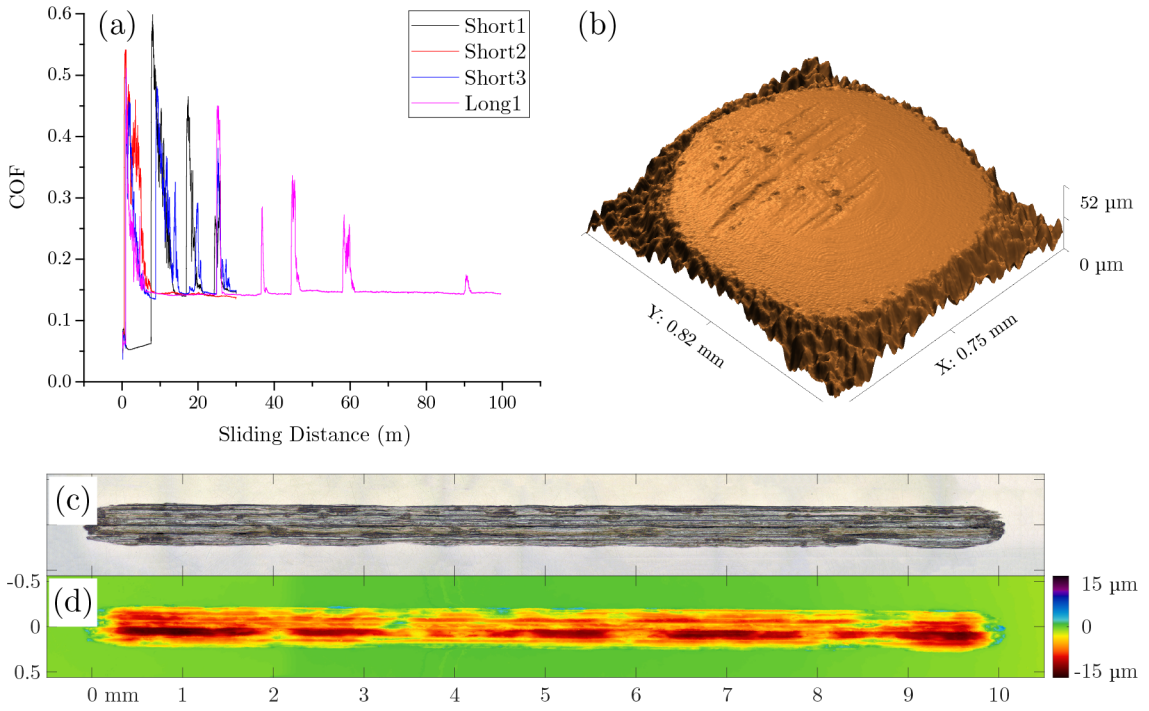 (a)
0.6
0.5
0.4
0.3
0.2
0.1
0.0
COF
0 20 40 60 80 100
Sliding Distance (m)
Short1
Short2
Short3
Long1
(b)
52 µm
0 µm
Y: 0.82 mm
X: 0.75 mm
(c)
(d)
-0.5
0
0.5
0 mm 1 2 3 4 5 6 7 8 9 10
15 µm
0
-15 µm